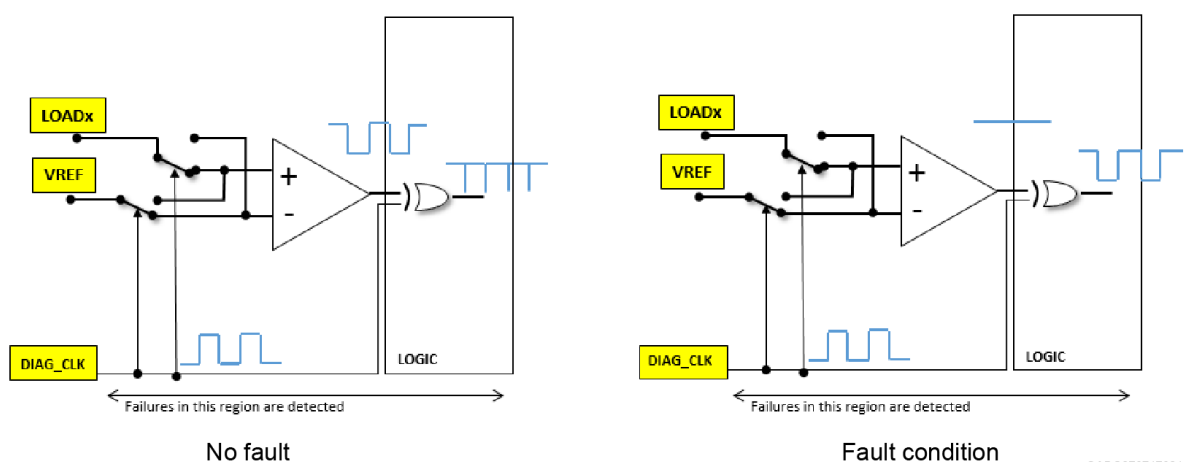 LOADx
VREF
+
-
DIAG_CLK
LOGIC
Failures in this region are detected
No fault
LOADx
VREF
+
-
DIAG_CLK
LOGIC
Failures in this region are detected
Fault condition